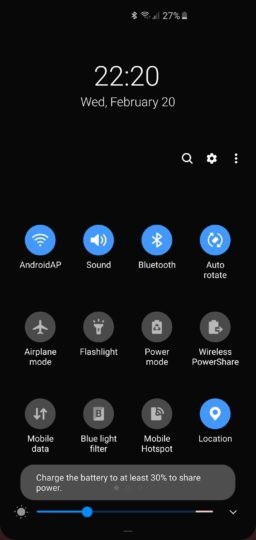 27%
22:20
Wed, February 20
AndroidAP Sound Bluetooth Auto
rotate
Airplane Flashlight Power Wireless
mode mode PowerShare
Mobile Blue light Mobile Location
data filter Hotspot
Charge the battery to at least 30% to share
power.